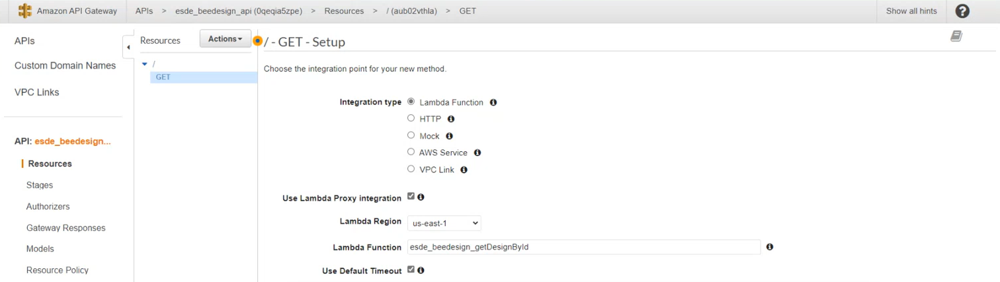 Amazon API Gateway
APIs > esde_beedesign_api (0qeqia5zpe) > Resources > / (aub02vthla) > GET
Show all hints
?
APIs
Custom Domain Names
VPC Links
API: esde_beedesign...
Resources
Stages
Authorizers
Gateway Responses
Models
Resource Policy
Resources
Actions
/
GET
/ - GET - Setup
Choose the integration point for your new method.
Integration type
Lambda Function
HTTP
Mock
AWS Service
VPC Link
Use Lambda Proxy integration
Lambda Region us-east-1
Lambda Function esde_beedesign_getDesignById
Use Default Timeout